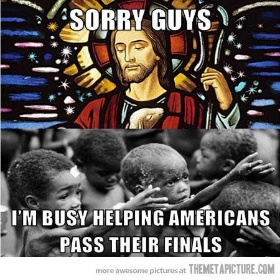 SORRY GUYS
I'M BUSY HELPING AMERICANS
PASS THEIR FINALS
more awesome pictures at THEMETAPICTURE.COM